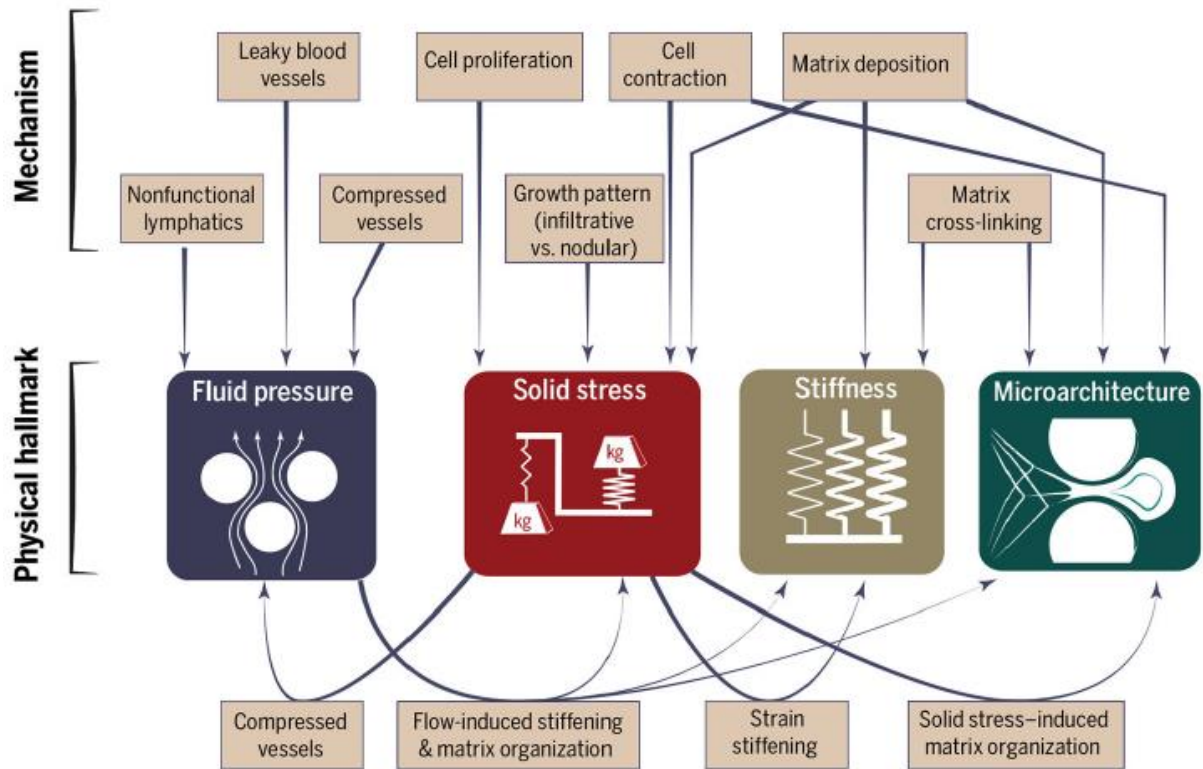 Mechanism
Leaky blood
vessels
Cell proliferation
Cell
contraction
Matrix deposition
Nonfunctional
lymphatics
Compressed
vessels
Growth pattern
(infiltrative
vs. nodular)
Matrix
cross-linking
Physical hallmark
Fluid pressure
Solid stress
kg
kg
Stiffness
Microarchitecture
Compressed
vessels
Flow-induced stiffening
& matrix organization
Strain
stiffening
Solid stress–induced
matrix organization